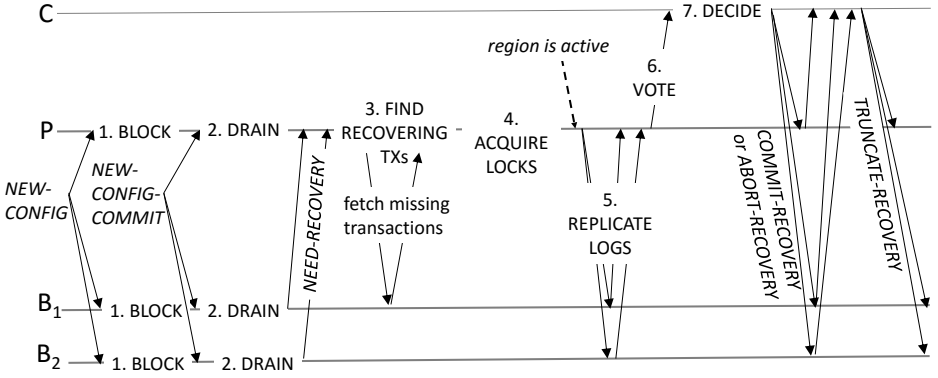 C
7. DECIDE
region is active
6.
VOTE
P
1. BLOCK
2. DRAIN
3. FIND
RECOVERING
TXs
4.
ACQUIRE
LOCKS
NEW-
CONFIG
NEW-
CONFIG-
COMMIT
NEED-RECOVERY
fetch missing
transactions
5.
REPLICATE
LOGS
COMMIT-RECOVERY
or ABORT-RECOVERY
TRUNCATE-RECOVERY
B1
1. BLOCK
2. DRAIN
B2
1. BLOCK
2. DRAIN